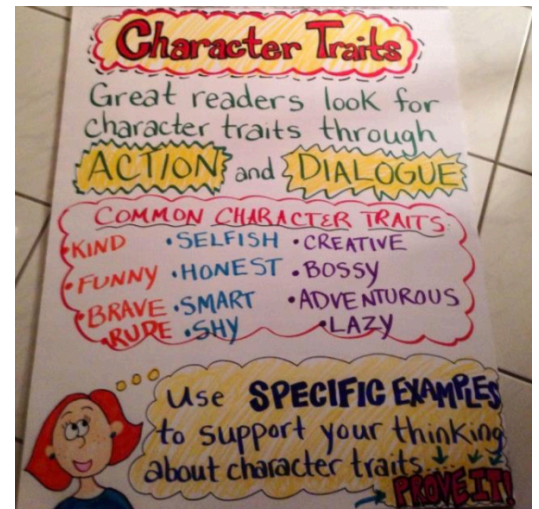 Character Traits
Great readers look for
character traits through
ACTION and DIALOGUE
COMMON CHARACTER TRAITS:
•KIND •SELFISH •CREATIVE
•FUNNY •HONEST •BOSSY
•BRAVE •SMART •ADVENTUROUS
•RUDE •SHY •LAZY
Use SPECIFIC EXAMPLES
to support your thinking
about character traits...
PROVE IT!